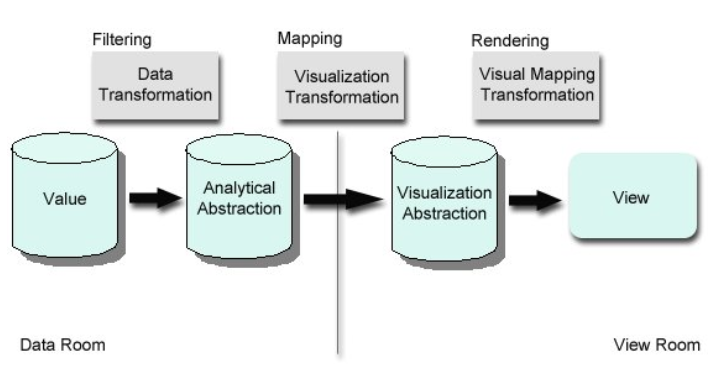 Filtering
Mapping
Rendering
Data
Transformation
Visualization
Transformation
Visual Mapping
Transformation
Value
Analytical
Abstraction
Visualization
Abstraction
View
Data Room
View Room